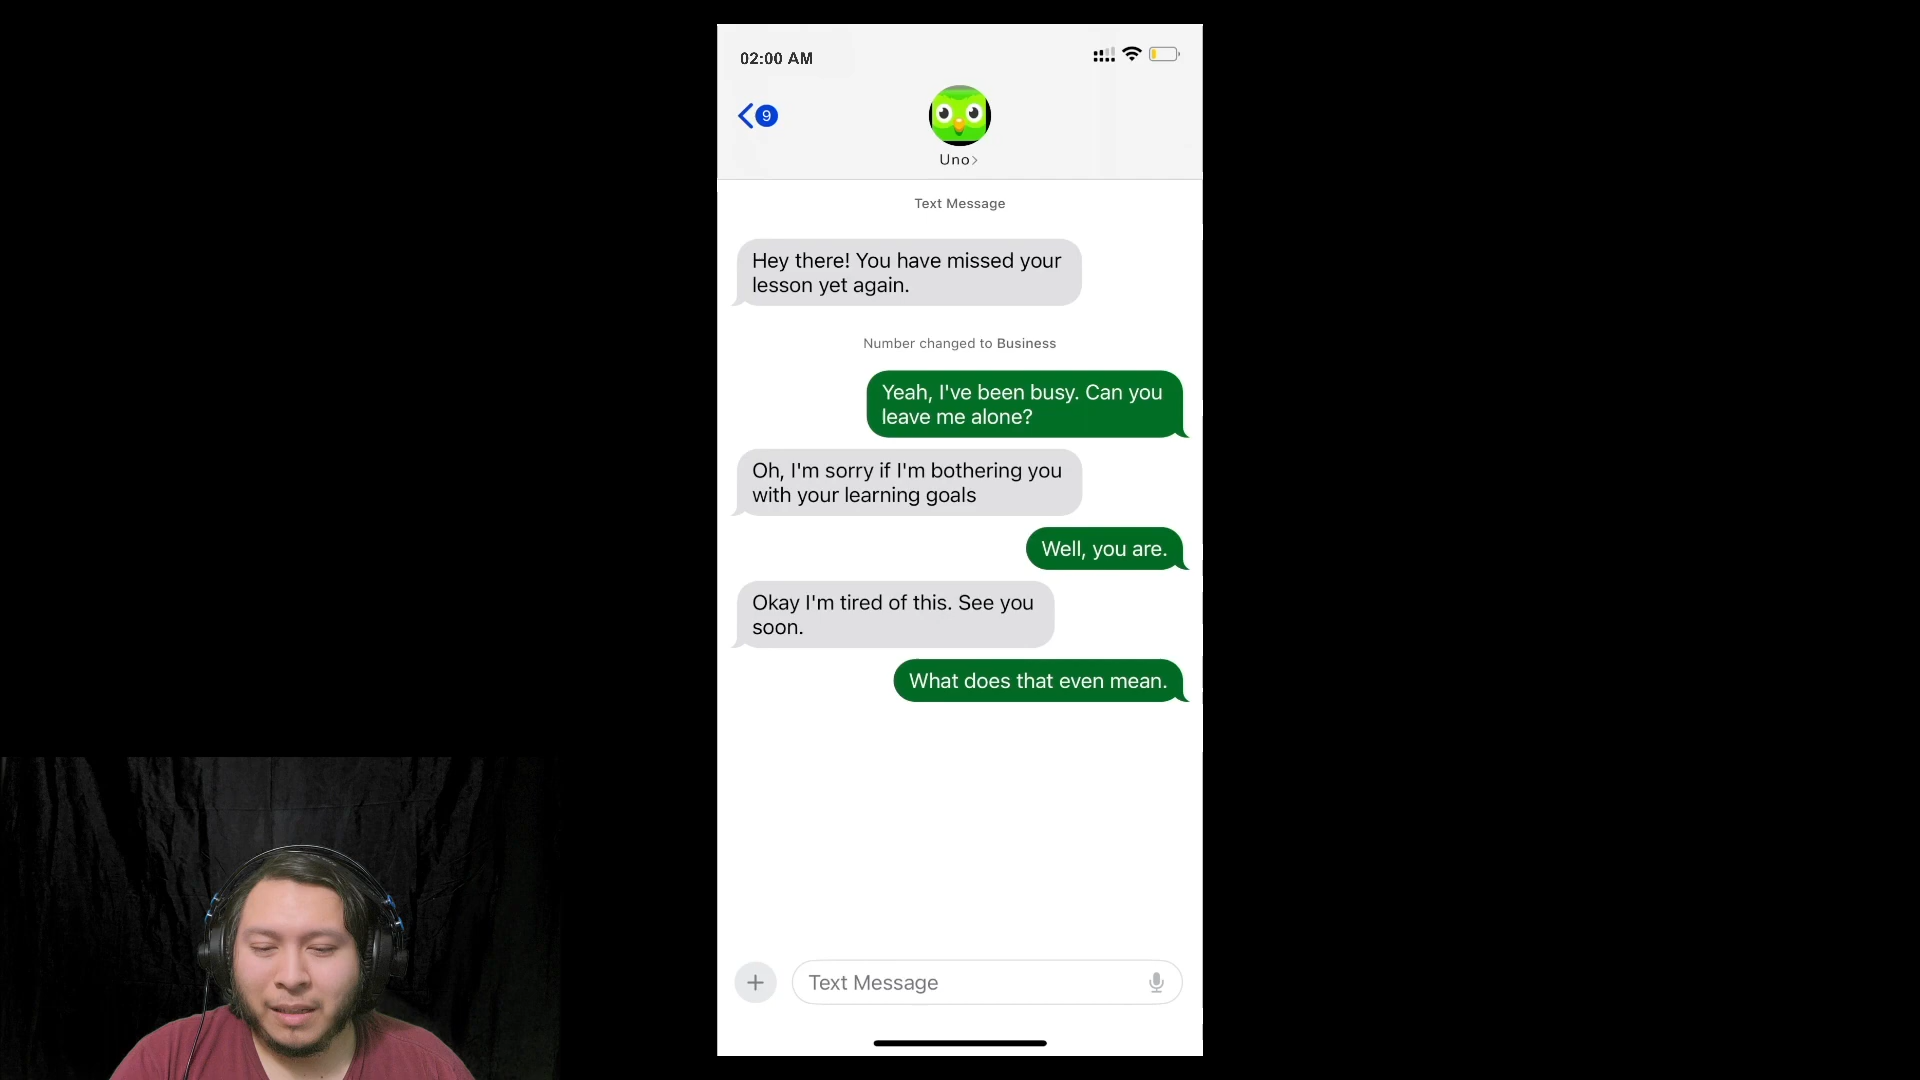 02:00 AM
9
Uno
Text Message
Hey there! You have missed your
lesson yet again.
Number changed to Business
Yeah, I've been busy. Can you
leave me alone?
Oh, I'm sorry if I'm bothering you
with your learning goals
Well, you are.
Okay I'm tired of this. See you
soon.
What does that even mean.
Text Message